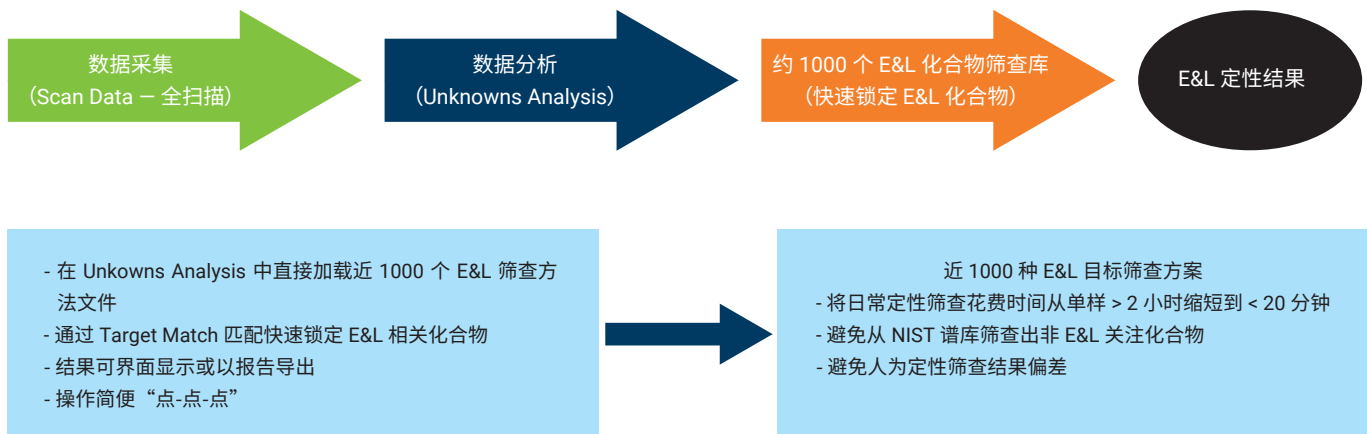 数据采集
（Scan Data — 全扫描）
数据分析
（Unknowns Analysis）
约 1000 个 E&L 化合物筛查库
（快速锁定 E&L 化合物）
E&L 定性结果
- 在 Unkowns Analysis 中直接加载近 1000 个 E&L 筛查方
法文件
- 通过 Target Match 匹配快速锁定 E&L 相关化合物
- 结果可界面显示或以报告导出
- 操作简便“点-点-点”
近 1000 种 E&L 目标筛查方案
- 将日常定性筛查花费时间从单样 > 2 小时缩短到 < 20 分钟
- 避免从 NIST 谱库筛查出非 E&L 关注化合物
- 避免人为定性筛查结果偏差